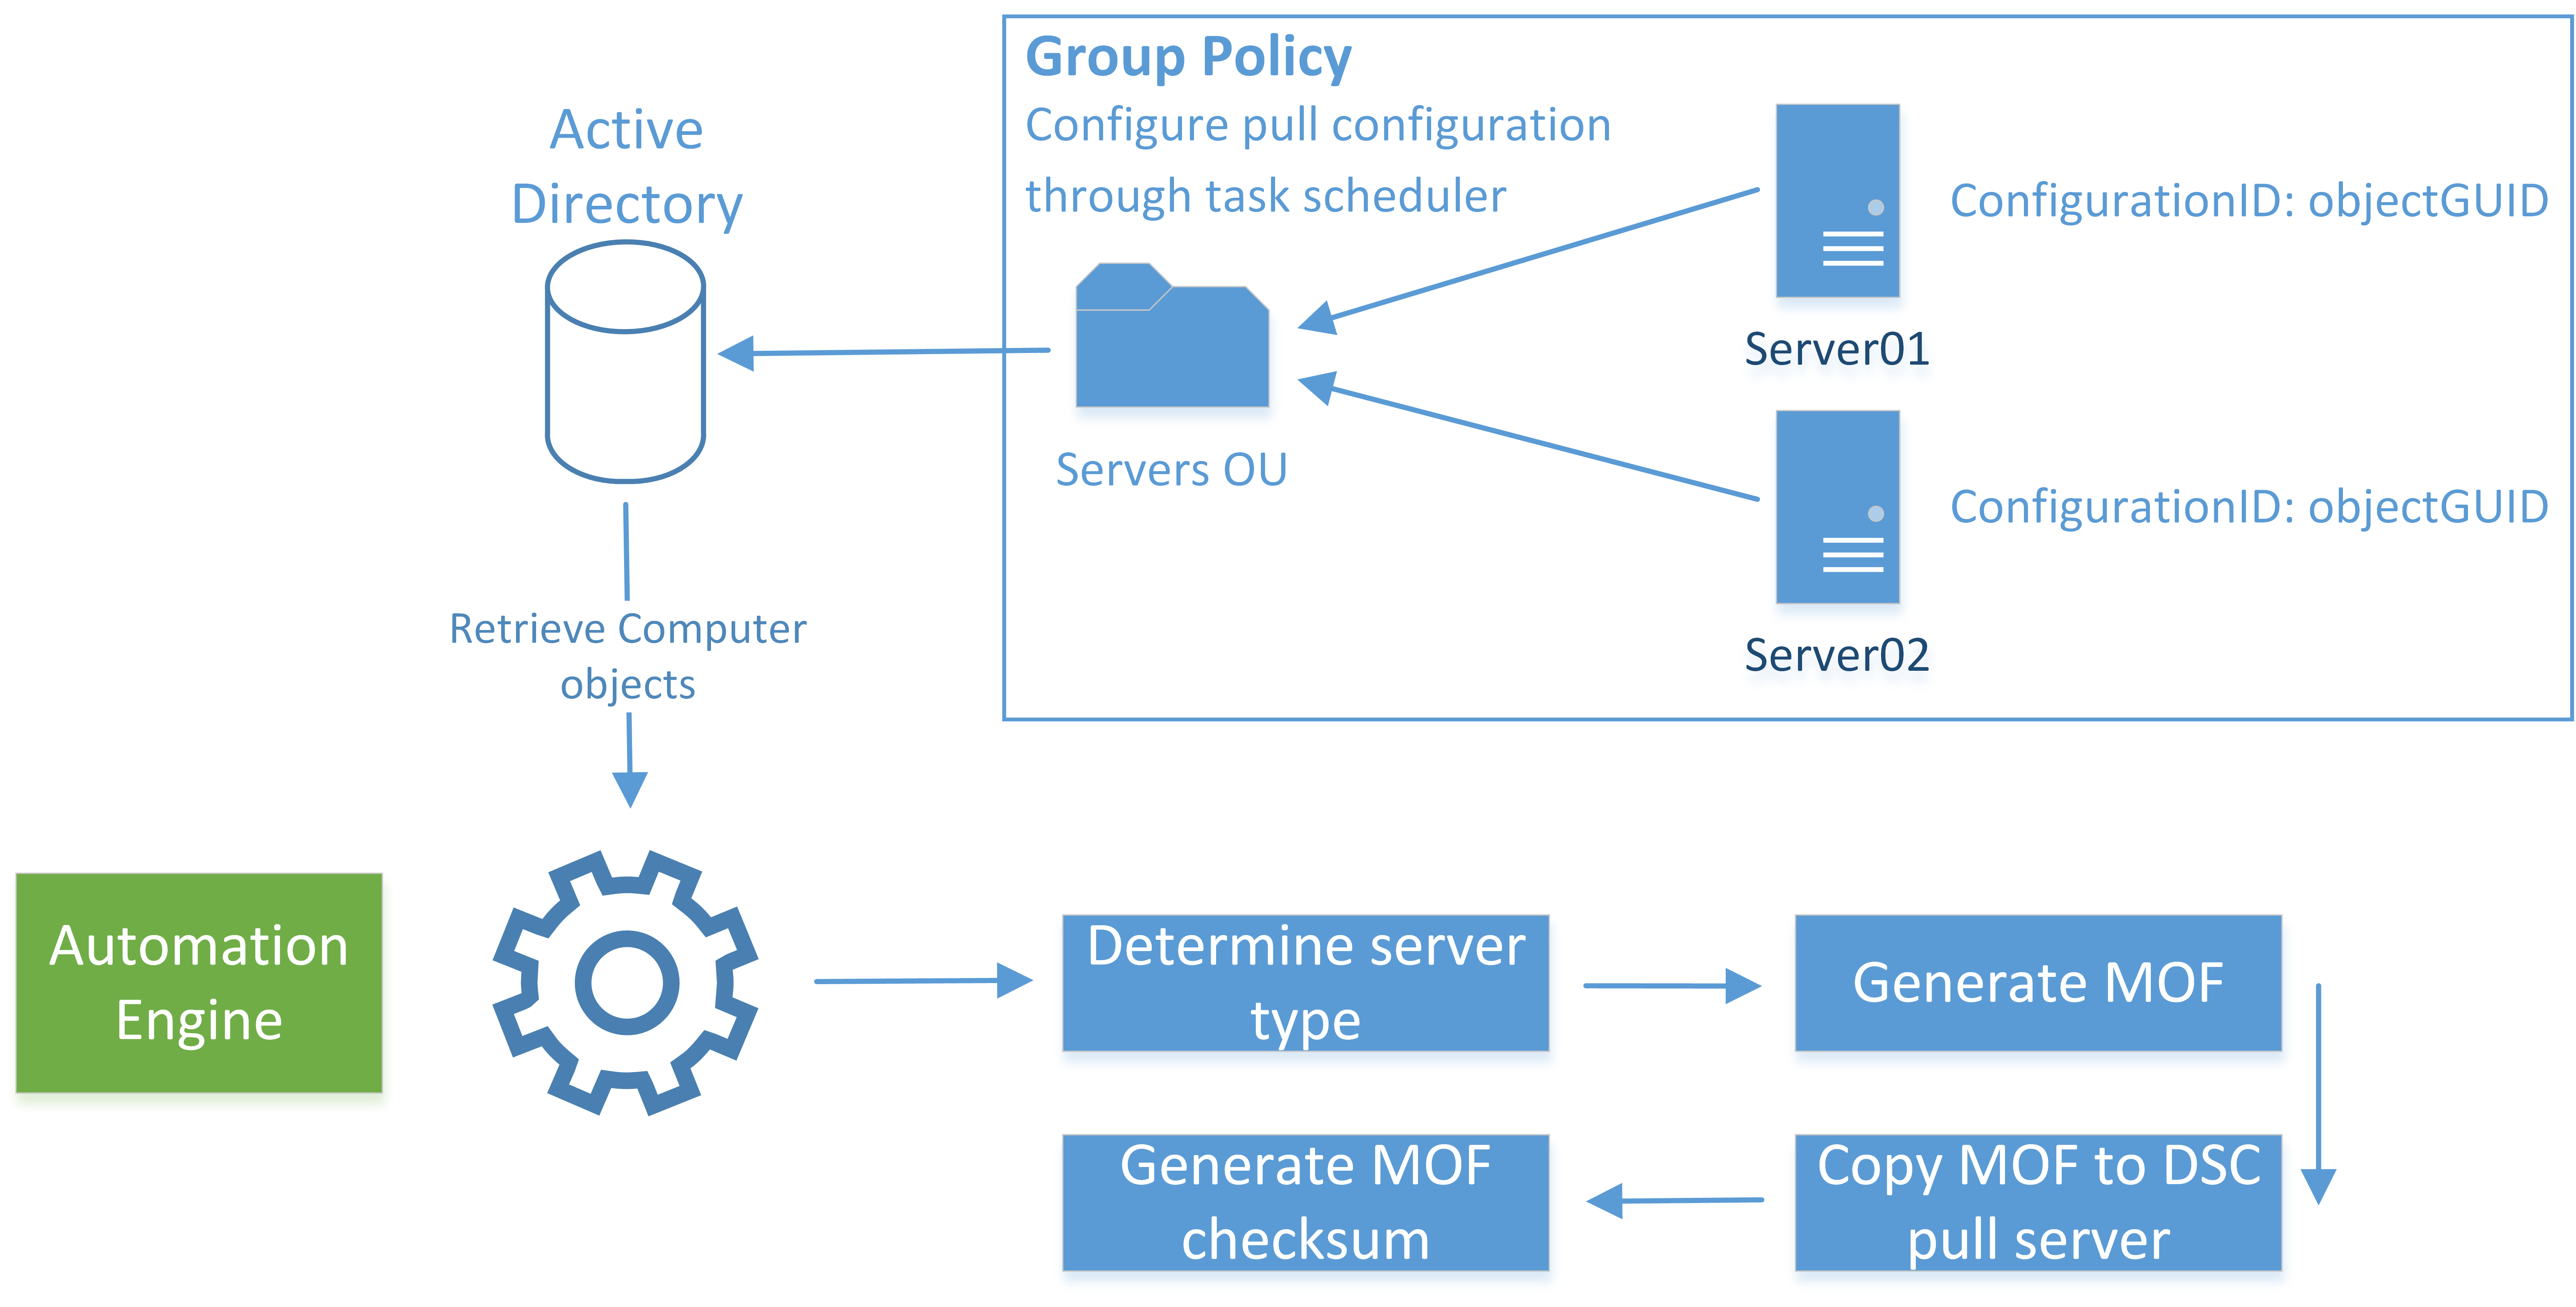 Group Policy
Configure pull configuration
through task scheduler
Active
Directory
ConfigurationID: objectGUID
Server01
Servers OU
ConfigurationID: objectGUID
Server02
Retrieve Computer
objects
Automation
Engine
Determine server
type
Generate MOF
Copy MOF to DSC
pull server
Generate MOF
checksum